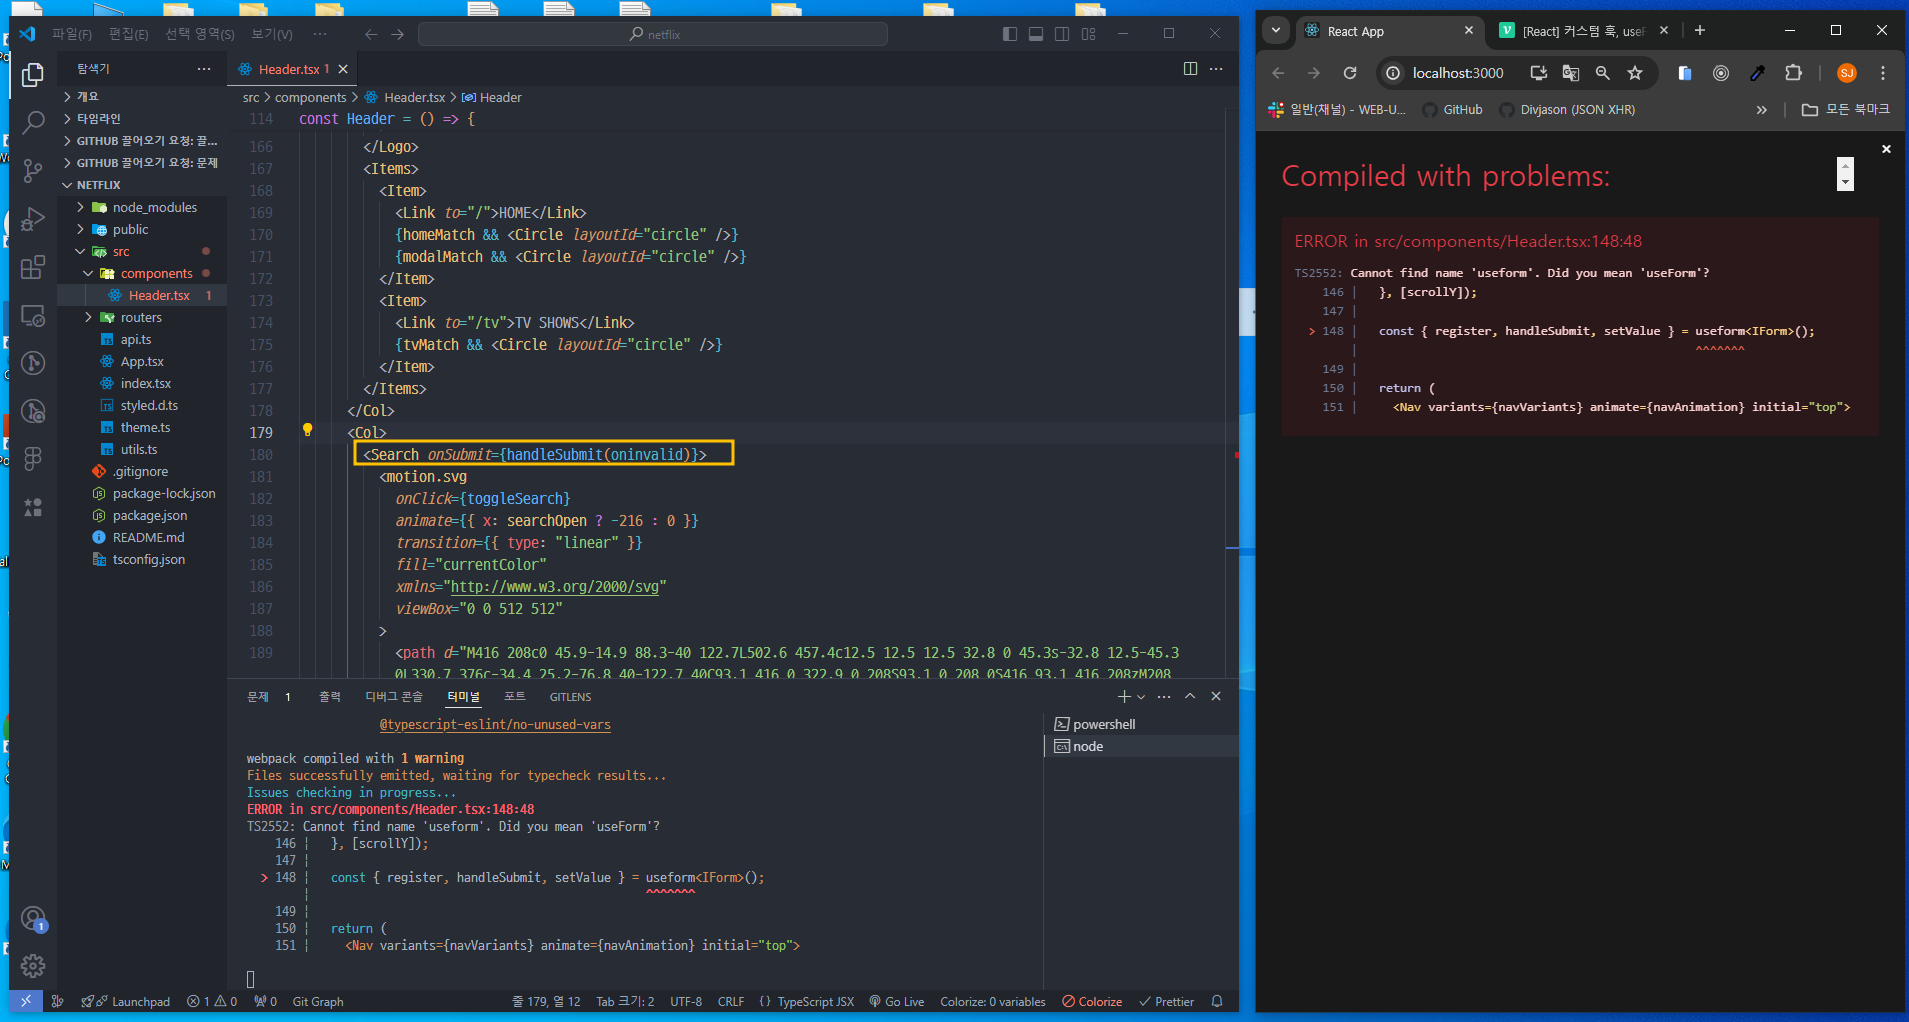 파일(F) 편집(E) 선택 영역(S) 보기(V) ··· netflix
탐색기 ···
개요
타임라인
GITHUB 끌어오기 요청: 끌...
GITHUB 끌어오기 요청: 문제
NETFLIX
node_modules
public
src
components
Header.tsx 1
routers
api.ts
App.tsx
index.tsx
styled.d.ts
theme.ts
utils.ts
.gitignore
package-lock.json
package.json
README.md
tsconfig.json
Header.tsx 1
src > components > Header.tsx > Header
114 const Header = () => {
166 </Logo>
167 <Items>
168 <Item>
169 <Link to="/">HOME</Link>
170 {homeMatch && <Circle layoutId="circle" />}
171 {modalMatch && <Circle layoutId="circle" />}
172 </Item>
173 <Item>
174 <Link to="/tv">TV SHOWS</Link>
175 {tvMatch && <Circle layoutId="circle" />}
176 </Item>
177 </Items>
178 </Col>
179 <Col>
180 <Search onSubmit={handleSubmit(oninvalid)}>
181 <motion.svg
182 onClick={toggleSearch}
183 animate={{ x: searchOpen ? -216 : 0 }}
184 transition={{ type: "linear" }}
185 fill="currentColor"
186 xmlns="http://www.w3.org/2000/svg"
187 viewBox="0 0 512 512"
188 >
189 <path d="M416 208c0 45.9-14.9 88.3-40 122.7L502.6 457.4c12.5 12.5 12.5 32.8 0 45.3s-32.8 12.5-45.3
0L330.7 376c-34.4 25.2-76.8 40-122.7 40C93.1 416 0 322.9 0 208S93.1 0 208 0S416 93.1 416 208zM208
문제 1 출력 디버그 콘솔 터미널 포트 GITLENS
@typescript-eslint/no-unused-vars
webpack compiled with 1 warning
Files successfully emitted, waiting for typecheck results...
Issues checking in progress...
ERROR in src/components/Header.tsx:148:48
TS2552: Cannot find name 'useform'. Did you mean 'useForm'?
146 | }, [scrollY]);
147 |
> 148 | const { register, handleSubmit, setValue } = useform<IForm>();
| ^^^^^^^
149 |
150 | return (
151 | <Nav variants={navVariants} animate={navAnimation} initial="top">
powershell
node
Launchpad 1 0 0 Git Graph 줄 179, 열 12 Tab 크기: 2 UTF-8 CRLF {} TypeScript JSX Go Live Colorize: 0 variables Colorize Prettier
React App
[React] 커스텀 훅, useF
localhost:3000
SJ
일반(채널) - WEB-U... GitHub Divjason (JSON XHR) » 모든 북마크
Compiled with problems:
ERROR in src/components/Header.tsx:148:48
TS2552: Cannot find name 'useform'. Did you mean 'useForm'?
146 | }, [scrollY]);
147 |
> 148 | const { register, handleSubmit, setValue } = useform<IForm>();
| ^^^^^^^
149 |
150 | return (
151 | <Nav variants={navVariants} animate={navAnimation} initial="top">